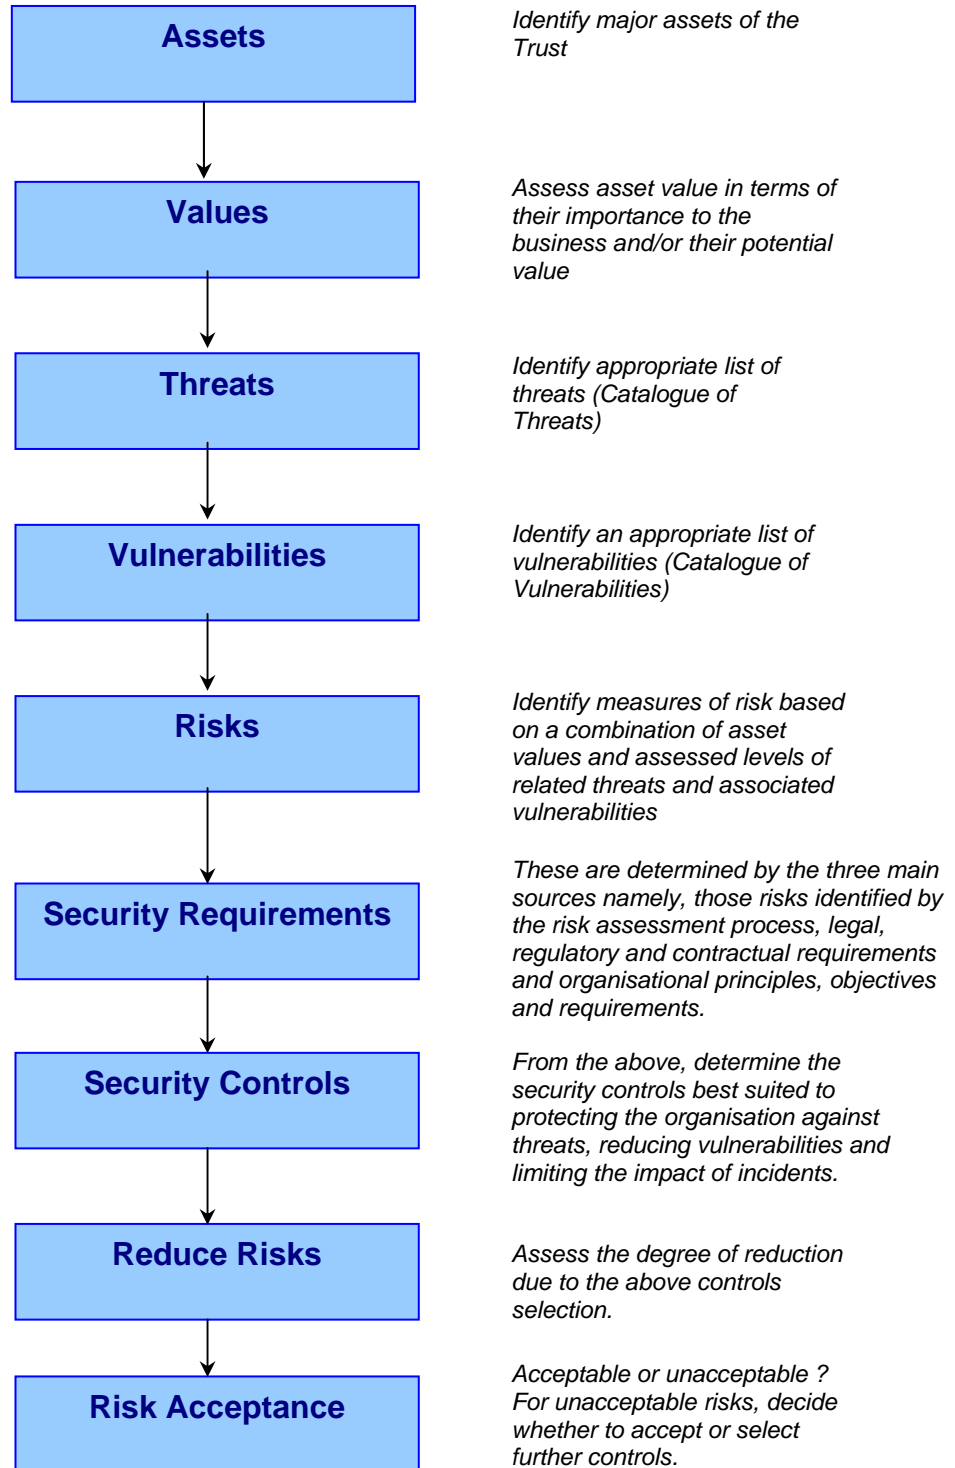 Assets
Identify major assets of the
Trust
Values
Assess asset value in terms of
their importance to the
business and/or their potential
value
Threats
Identify appropriate list of
threats (Catalogue of
Threats)
Vulnerabilities
Identify an appropriate list of
vulnerabilities (Catalogue of
Vulnerabilities)
Risks
Identify measures of risk based
on a combination of asset
values and assessed levels of
related threats and associated
vulnerabilities
Security Requirements
These are determined by the three main
sources namely, those risks identified by
the risk assessment process, legal,
regulatory and contractual requirements
and organisational principles, objectives
and requirements.
Security Controls
From the above, determine the
security controls best suited to
protecting the organisation against
threats, reducing vulnerabilities and
limiting the impact of incidents.
Reduce Risks
Assess the degree of reduction
due to the above controls
selection.
Risk Acceptance
Acceptable or unacceptable ?
For unacceptable risks, decide
whether to accept or select
further controls.